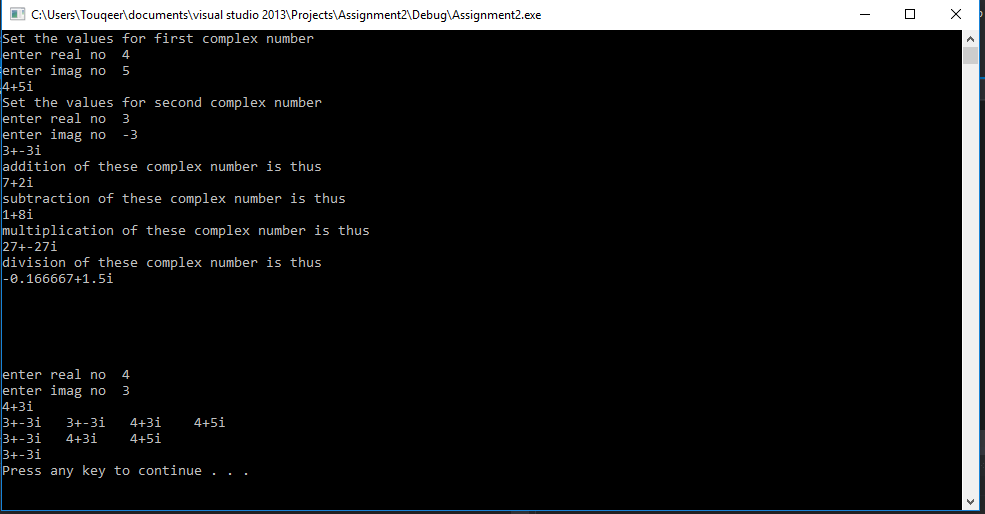 C:\Users\Touqeer\documents\visual studio 2013\Projects\Assignment2\Debug\Assignment2.exe
Set the values for first complex number
enter real no  4
enter imag no  5
4+5i
Set the values for second complex number
enter real no  3
enter imag no  -3
3+-3i
addition of these complex number is thus
7+2i
subtraction of these complex number is thus
1+8i
multiplication of these complex number is thus
27+-27i
division of these complex number is thus
-0.166667+1.5i
enter real no  4
enter imag no  3
4+3i
3+-3i   3+-3i   4+3i    4+5i
3+-3i   4+3i    4+5i
3+-3i
Press any key to continue . . .